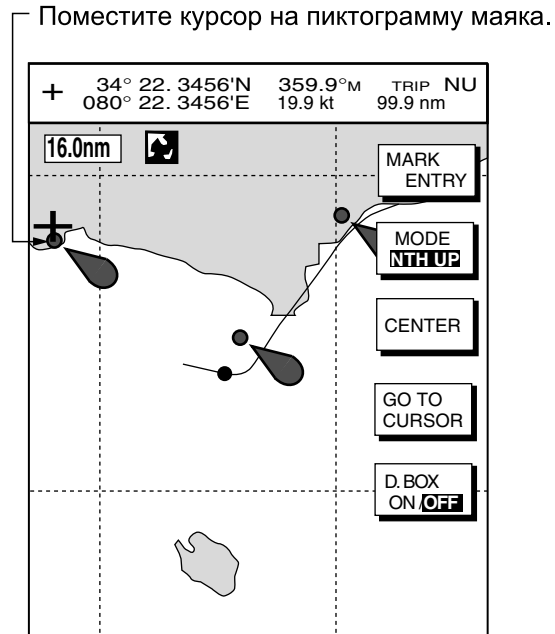 Поместите курсор на пиктограмму маяка.
+ 34° 22. 3456'N 359.9°M TRIP NU
080° 22. 3456'E 19.9 kt 99.9 nm
16.0nm
MARK
ENTRY
MODE
NTH UP
CENTER
GO TO
CURSOR
D. BOX
ON /OFF